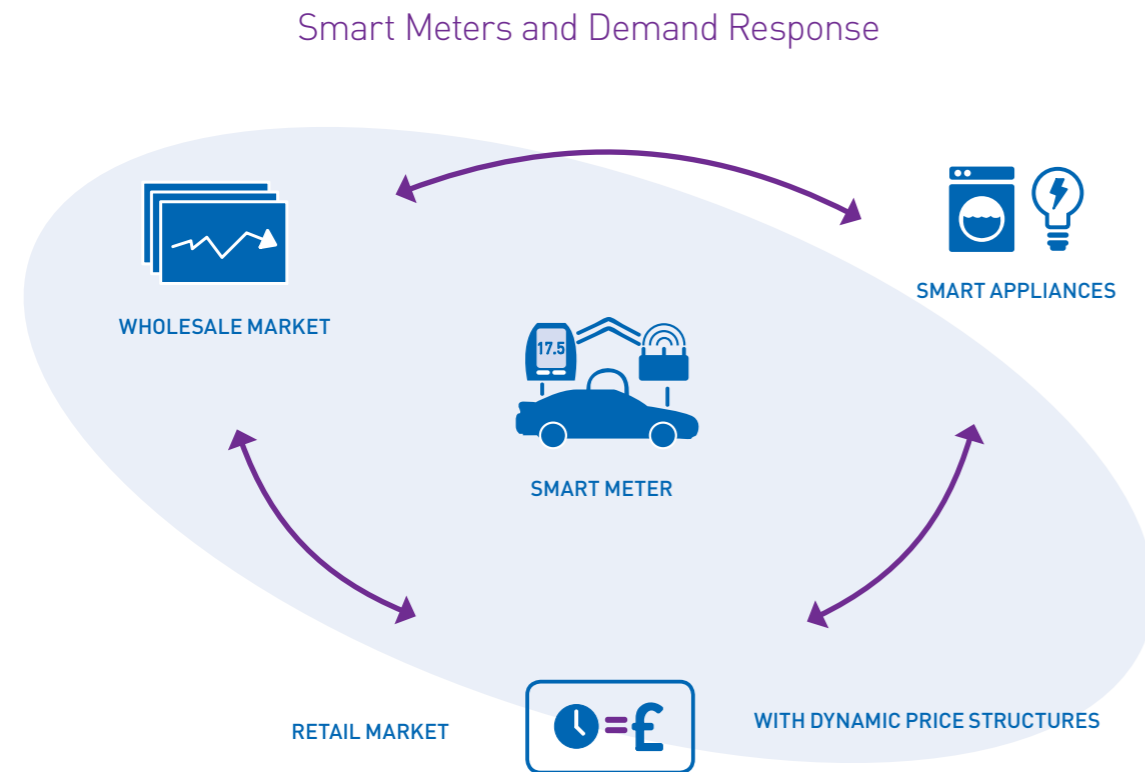 Smart Meters and Demand Response
WHOLESALE MARKET
SMART APPLIANCES
17.5
SMART METER
RETAIL MARKET
=£
WITH DYNAMIC PRICE STRUCTURES